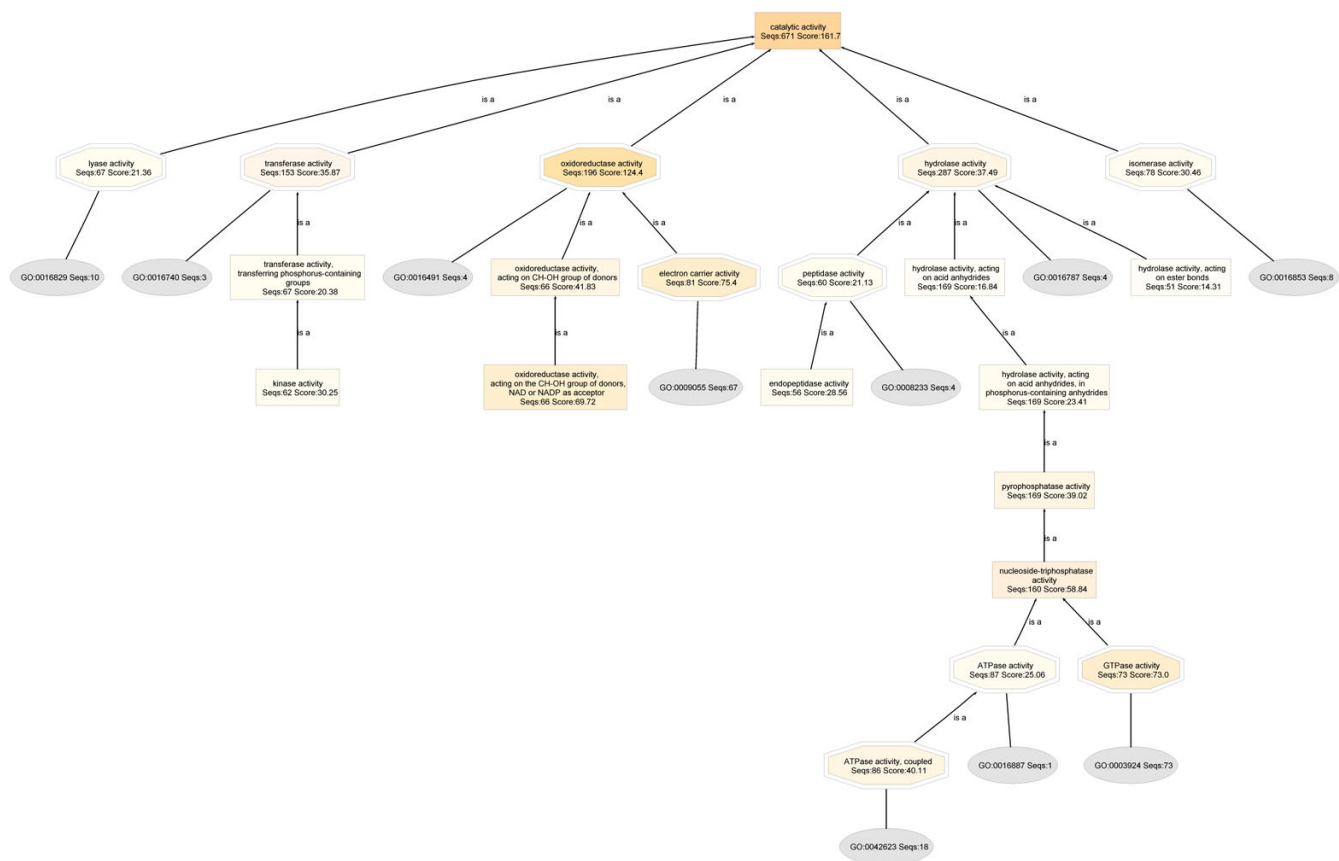 catalytic activity
Seqs:671 Score:161.7
is a
is a
is a
is a
is a
lyase activity
Seqs:67 Score:21.36
transferase activity
Seqs:153 Score:35.87
oxidoreductase activity
Seqs:196 Score:124.4
hydrolase activity
Seqs:287 Score:37.49
isomerase activity
Seqs:78 Score:30.46
is a
is a
is a
is a
is a
is a
GO:0016829 Seqs:10
GO:0016740 Seqs:3
transferase activity,
transferring phosphorus-containing
groups
Seqs:67 Score:20.38
GO:0016491 Seqs:4
oxidoreductase activity,
acting on CH-OH group of donors
Seqs:66 Score:41.83
electron carrier activity
Seqs:81 Score:75.4
peptidase activity
Seqs:60 Score:21.13
hydrolase activity, acting
on acid anhydrides
Seqs:169 Score:16.84
GO:0016787 Seqs:4
hydrolase activity, acting
on ester bonds
Seqs:51 Score:14.31
GO:0016853 Seqs:8
is a
is a
is a
is a
kinase activity
Seqs:62 Score:30.25
oxidoreductase activity,
acting on the CH-OH group of donors,
NAD or NADP as acceptor
Seqs:66 Score:69.72
GO:0009055 Seqs:67
endopeptidase activity
Seqs:56 Score:28.56
GO:0008233 Seqs:4
hydrolase activity, acting
on acid anhydrides, in
phosphorus-containing anhydrides
Seqs:169 Score:23.41
is a
pyrophosphatase activity
Seqs:169 Score:39.02
is a
nucleoside-triphosphatase
activity
Seqs:160 Score:58.84
is a
is a
ATPase activity
Seqs:87 Score:25.06
GTPase activity
Seqs:73 Score:73.0
is a
ATPase activity, coupled
Seqs:86 Score:40.11
GO:0016887 Seqs:1
GO:0003924 Seqs:73
GO:0042623 Seqs:18